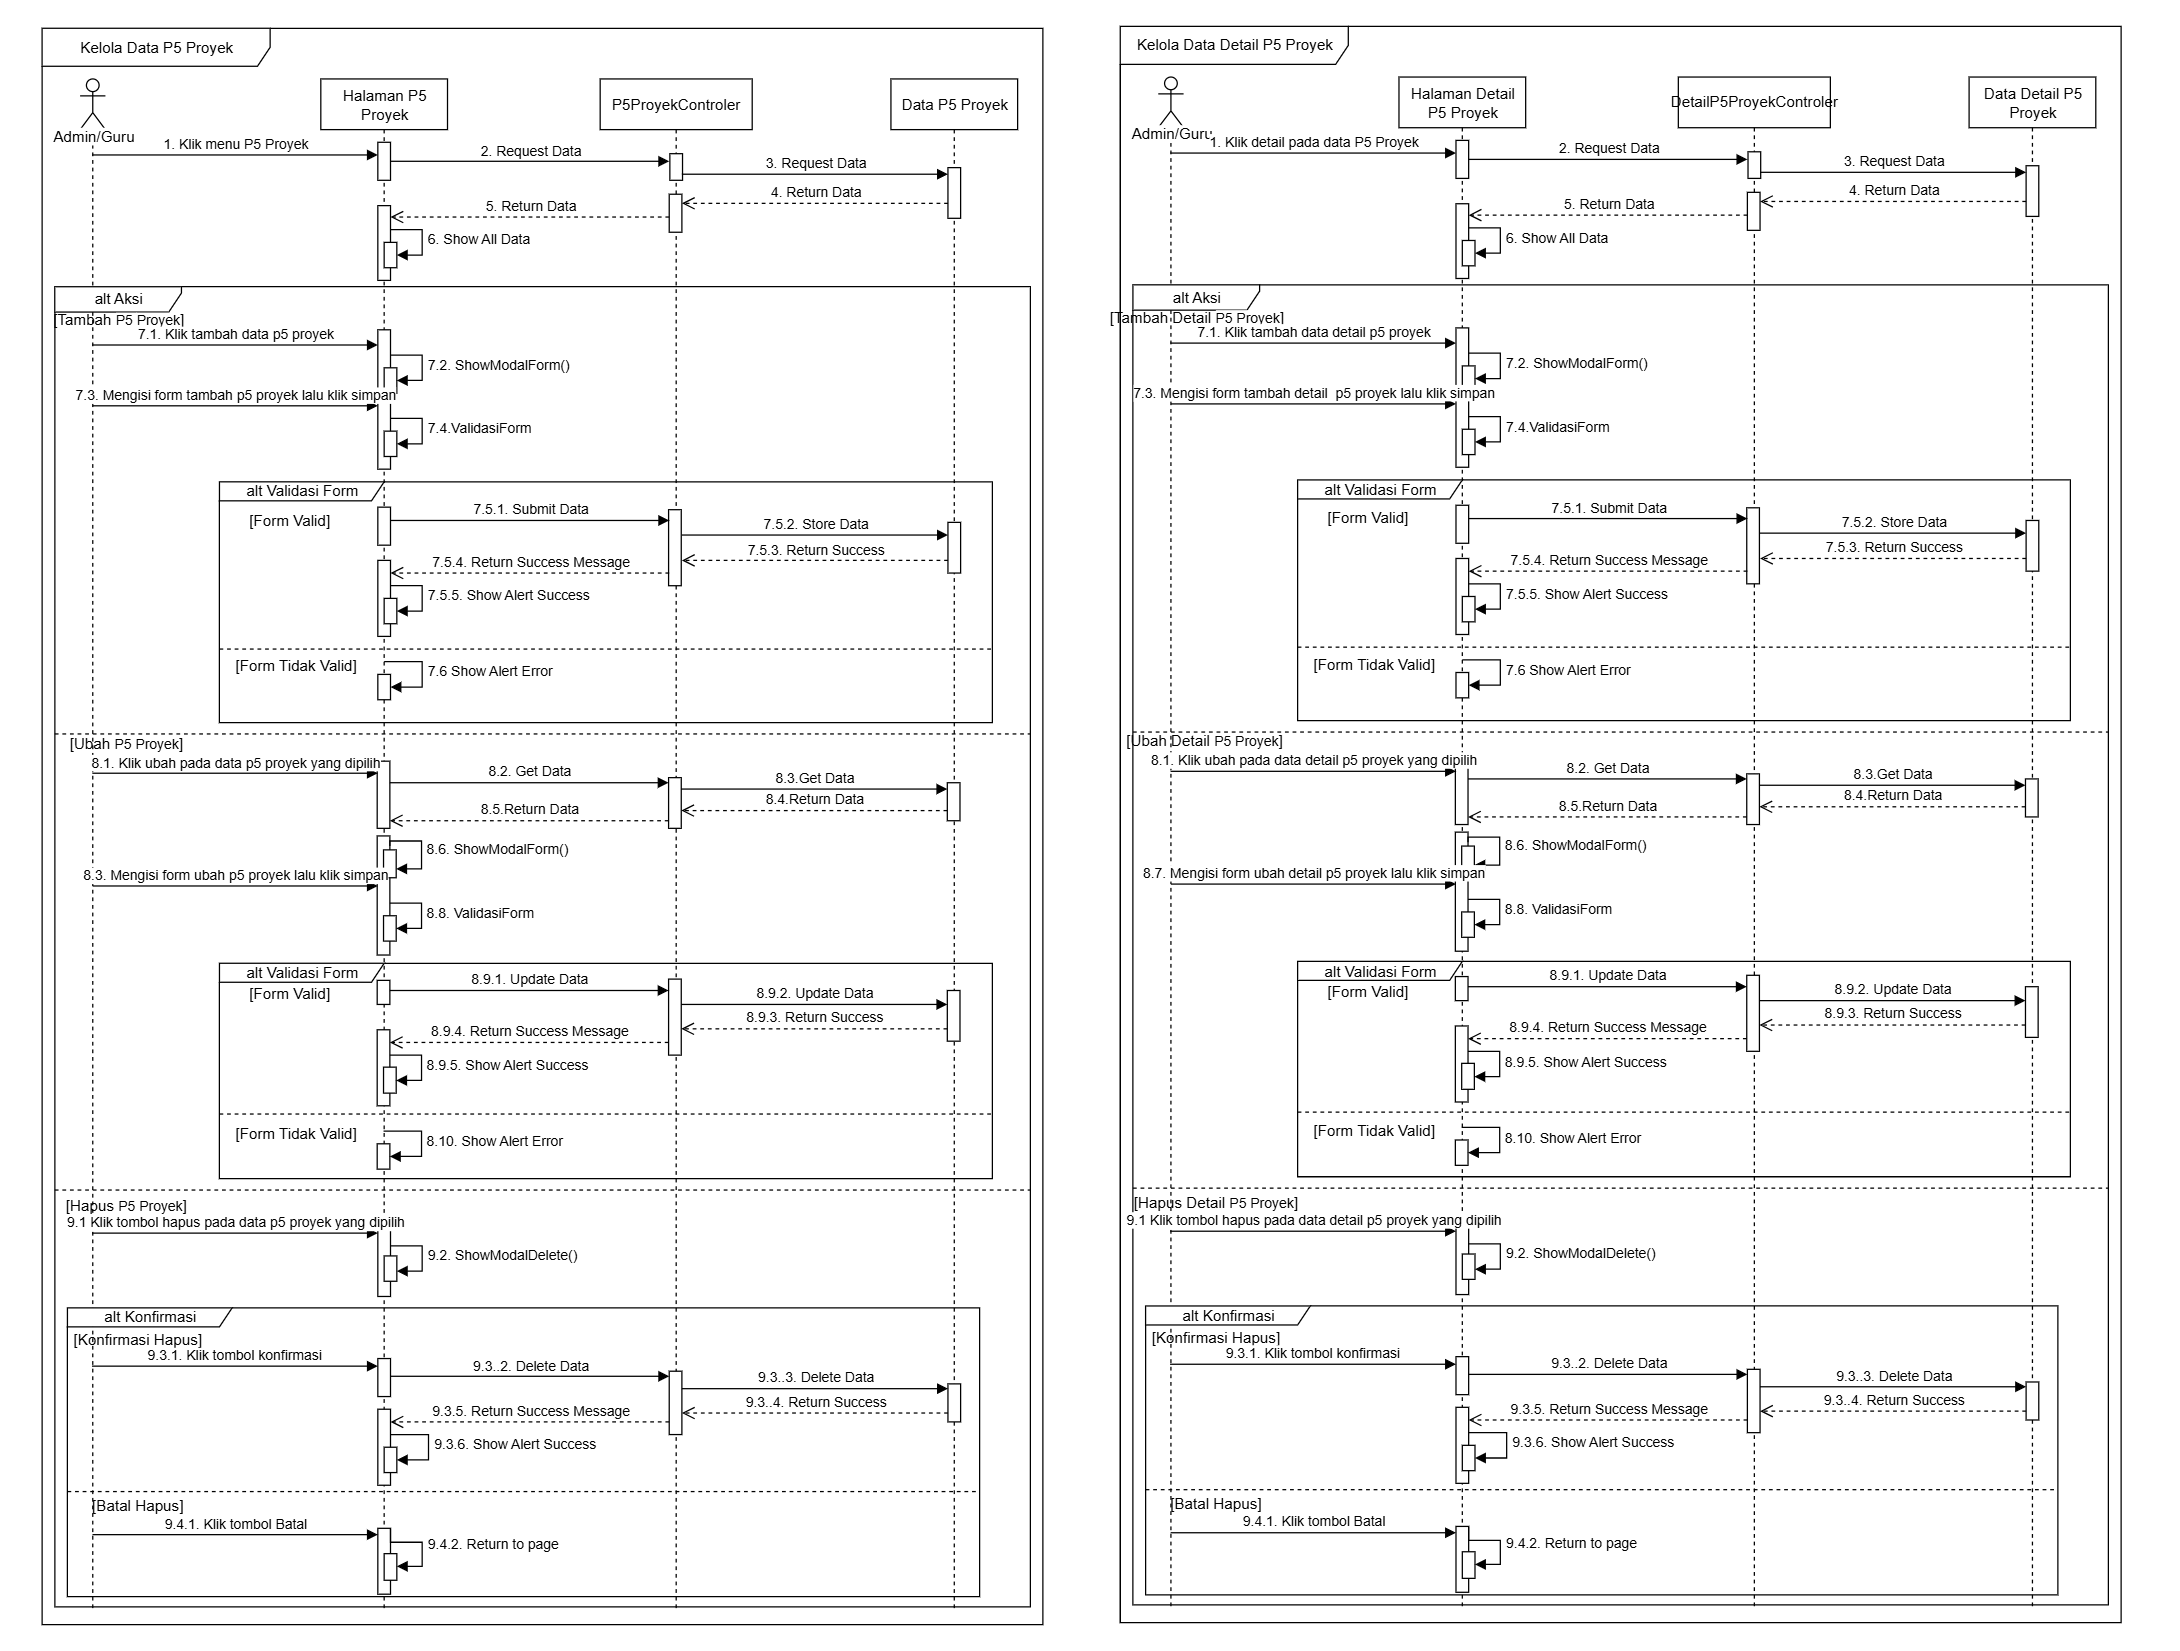 Kelola Data P5 Proyek
Admin/Guru
Halaman P5
Proyek
P5ProyekControler
Data P5 Proyek
1. Klik menu P5 Proyek
2. Request Data
3. Request Data
4. Return Data
5. Return Data
6. Show All Data
alt Aksi
[Tambah P5 Proyek]
7.1. Klik tambah data p5 proyek
7.2. ShowModalForm()
7.3. Mengisi form tambah p5 proyek lalu klik simpan
7.4.ValidasiForm
alt Validasi Form
[Form Valid]
7.5.1. Submit Data
7.5.2. Store Data
7.5.3. Return Success
7.5.4. Return Success Message
7.5.5. Show Alert Success
[Form Tidak Valid]
7.6 Show Alert Error
[Ubah P5 Proyek]
8.1. Klik ubah pada data p5 proyek yang dipilih
8.2. Get Data
8.3.Get Data
8.4.Return Data
8.5.Return Data
8.6. ShowModalForm()
8.3. Mengisi form ubah p5 proyek lalu klik simpan
8.8. ValidasiForm
alt Validasi Form
[Form Valid]
8.9.1. Update Data
8.9.2. Update Data
8.9.3. Return Success
8.9.4. Return Success Message
8.9.5. Show Alert Success
[Form Tidak Valid]
8.10. Show Alert Error
[Hapus P5 Proyek]
9.1 Klik tombol hapus pada data p5 proyek yang dipilih
9.2. ShowModalDelete()
alt Konfirmasi
[Konfirmasi Hapus]
9.3.1. Klik tombol konfirmasi
9.3..2. Delete Data
9.3..3. Delete Data
9.3..4. Return Success
9.3.5. Return Success Message
9.3.6. Show Alert Success
[Batal Hapus]
9.4.1. Klik tombol Batal
9.4.2. Return to page
Kelola Data Detail P5 Proyek
Admin/Guru
Halaman Detail
P5 Proyek
DetailP5ProyekControler
Data Detail P5
Proyek
1. Klik detail pada data P5 Proyek
2. Request Data
3. Request Data
4. Return Data
5. Return Data
6. Show All Data
alt Aksi
[Tambah Detail P5 Proyek]
7.1. Klik tambah data detail p5 proyek
7.2. ShowModalForm()
7.3. Mengisi form tambah detail  p5 proyek lalu klik simpan
7.4.ValidasiForm
alt Validasi Form
[Form Valid]
7.5.1. Submit Data
7.5.2. Store Data
7.5.3. Return Success
7.5.4. Return Success Message
7.5.5. Show Alert Success
[Form Tidak Valid]
7.6 Show Alert Error
[Ubah Detail P5 Proyek]
8.1. Klik ubah pada data detail p5 proyek yang dipilih
8.2. Get Data
8.3.Get Data
8.4.Return Data
8.5.Return Data
8.6. ShowModalForm()
8.7. Mengisi form ubah detail p5 proyek lalu klik simpan
8.8. ValidasiForm
alt Validasi Form
[Form Valid]
8.9.1. Update Data
8.9.2. Update Data
8.9.3. Return Success
8.9.4. Return Success Message
8.9.5. Show Alert Success
[Form Tidak Valid]
8.10. Show Alert Error
[Hapus Detail P5 Proyek]
9.1 Klik tombol hapus pada data detail p5 proyek yang dipilih
9.2. ShowModalDelete()
alt Konfirmasi
[Konfirmasi Hapus]
9.3.1. Klik tombol konfirmasi
9.3..2. Delete Data
9.3..3. Delete Data
9.3..4. Return Success
9.3.5. Return Success Message
9.3.6. Show Alert Success
[Batal Hapus]
9.4.1. Klik tombol Batal
9.4.2. Return to page